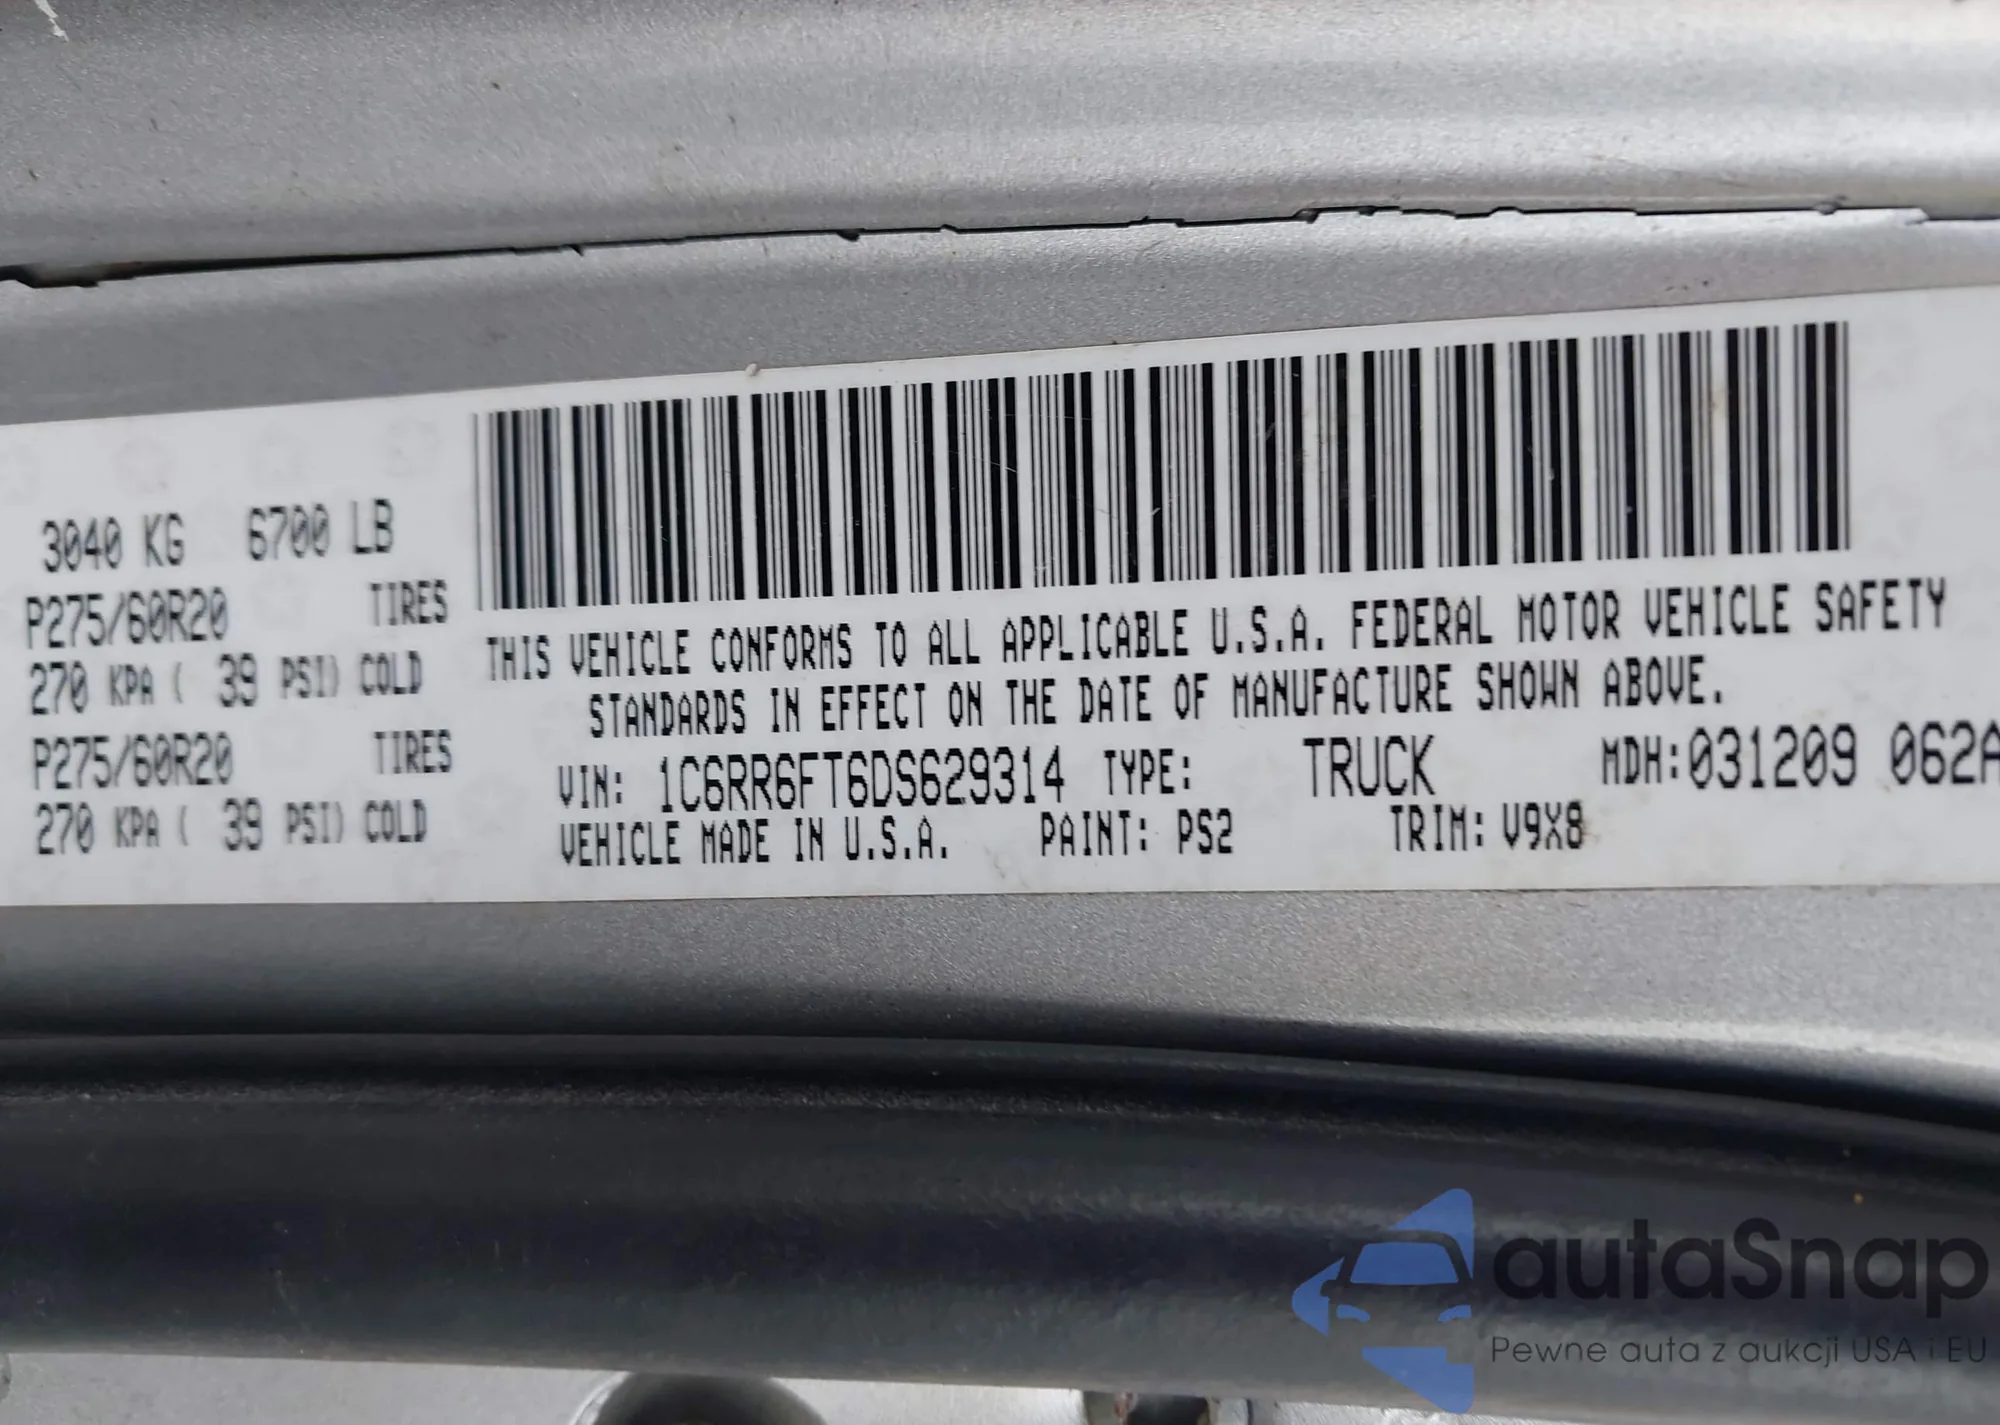 3040 KG 6700 LB
P275/60R20 TIRES
270 KPA ( 39 PSI) COLD
P275/60R20 TIRES
270 KPA ( 39 PSI) COLD
THIS VEHICLE CONFORMS TO ALL APPLICABLE U.S.A. FEDERAL MOTOR VEHICLE SAFETY
STANDARDS IN EFFECT ON THE DATE OF MANUFACTURE SHOWN ABOVE.
VIN: 1C6RR6FT6DS629314 TYPE: TRUCK MDH:031209 062A
VEHICLE MADE IN U.S.A. PAINT: PS2 TRIM: V9X8
autaSnap
Pewne auta z aukcji USA i EU